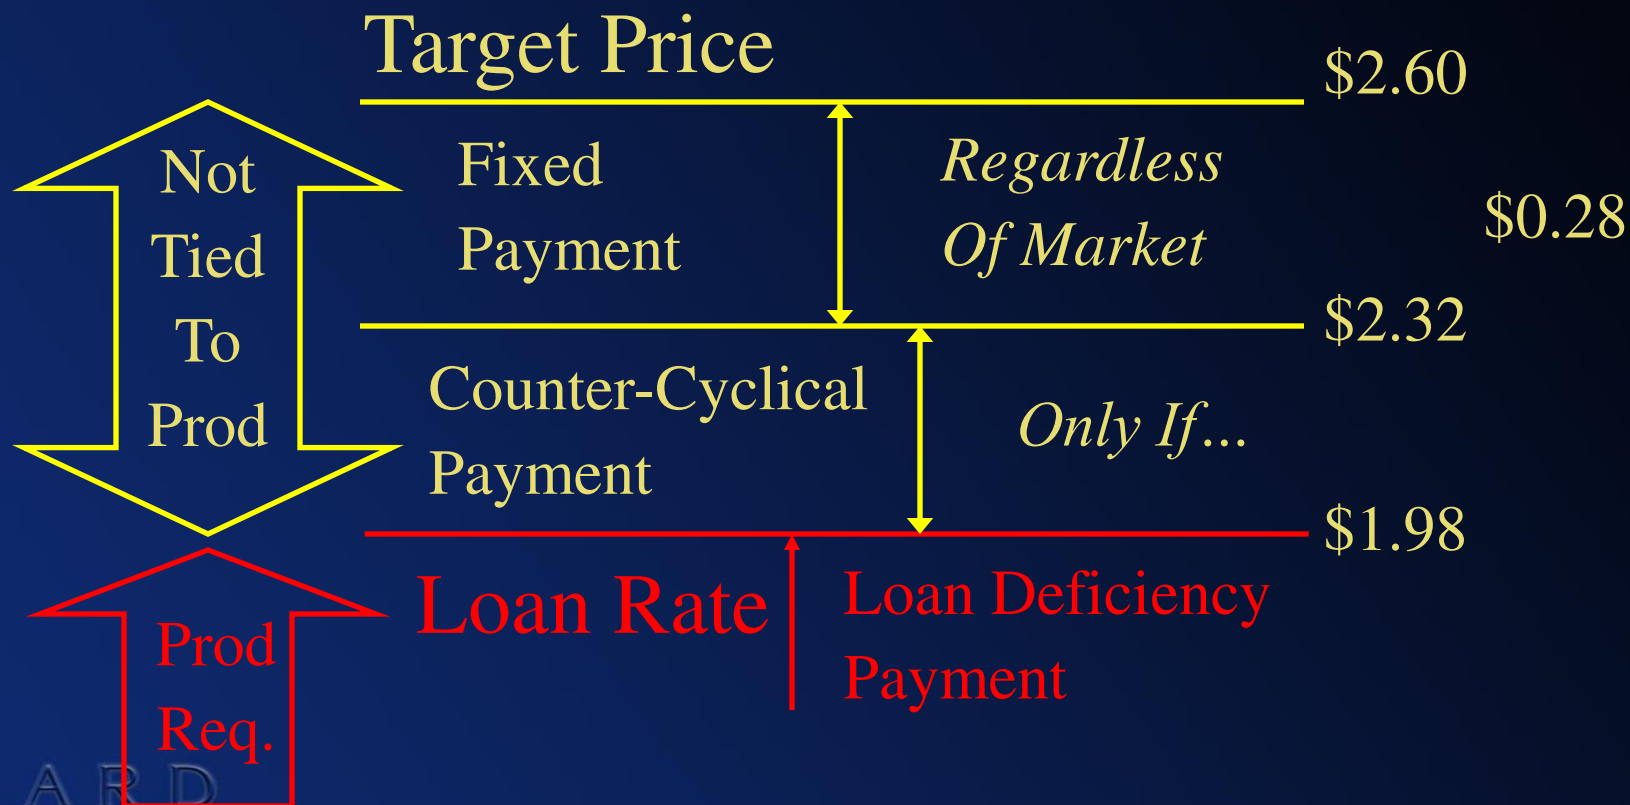 Target Price
$2.60
Not
Tied
To
Prod
Fixed
Payment
Regardless
Of Market
$0.28
$2.32
Counter-Cyclical
Payment
Only If...
$1.98
Loan Rate
Loan Deficiency
Payment
Prod
Req.
A R D